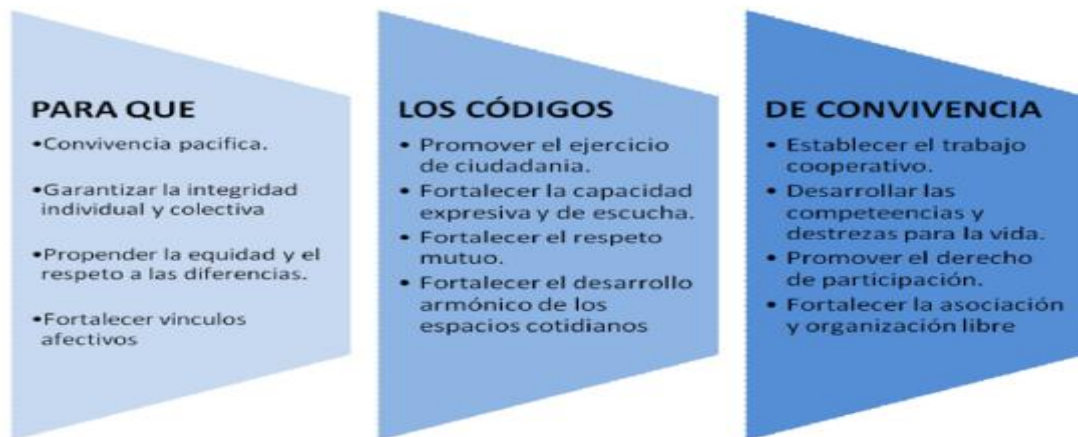 PARA QUE
•Convivencia pacifica.
•Garantizar la integridad
individual y colectiva
•Propender la equidad y el
respeto a las diferencias.
•Fortalecer vinculos
afectivos
LOS CÓDIGOS
• Promover el ejercicio
de ciudadania.
• Fortalecer la capacidad
expresiva y de escucha.
• Fortalecer el respeto
mutuo.
• Fortalecer el desarrollo
armónico de los
espacios cotidianos
DE CONVIVENCIA
• Establecer el trabajo
cooperativo.
• Desarrollar las
competeencias y
destrezas para la vida.
• Promover el derecho
de participación.
• Fortalecer la asociación
y organización libre